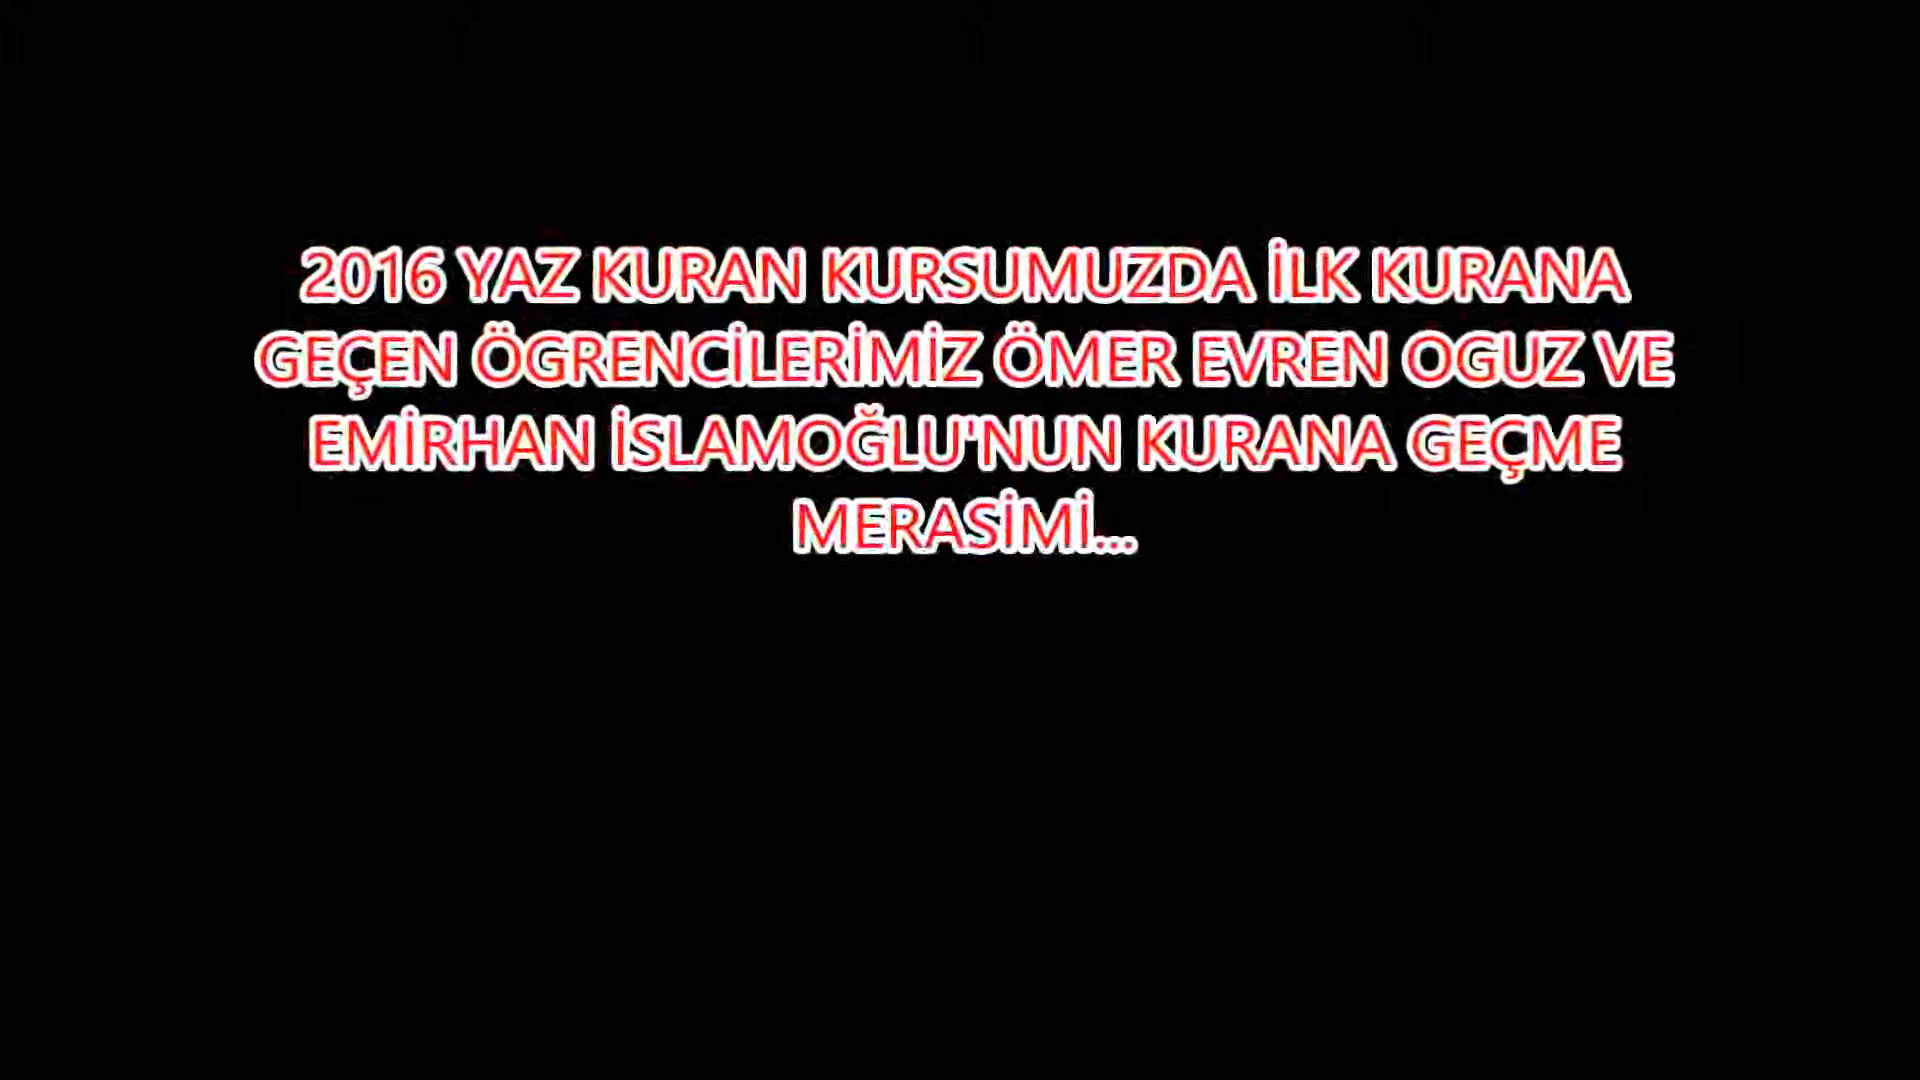 2016 YAZ KURAN KURSUMUZDA İLK KURANA
GEÇEN ÖGRENCİLERİMİZ ÖMER EVREN OGUZ VE
EMİRHAN İSLAMOĞLU'NUN KURANA GEÇME
MERASİMİ...